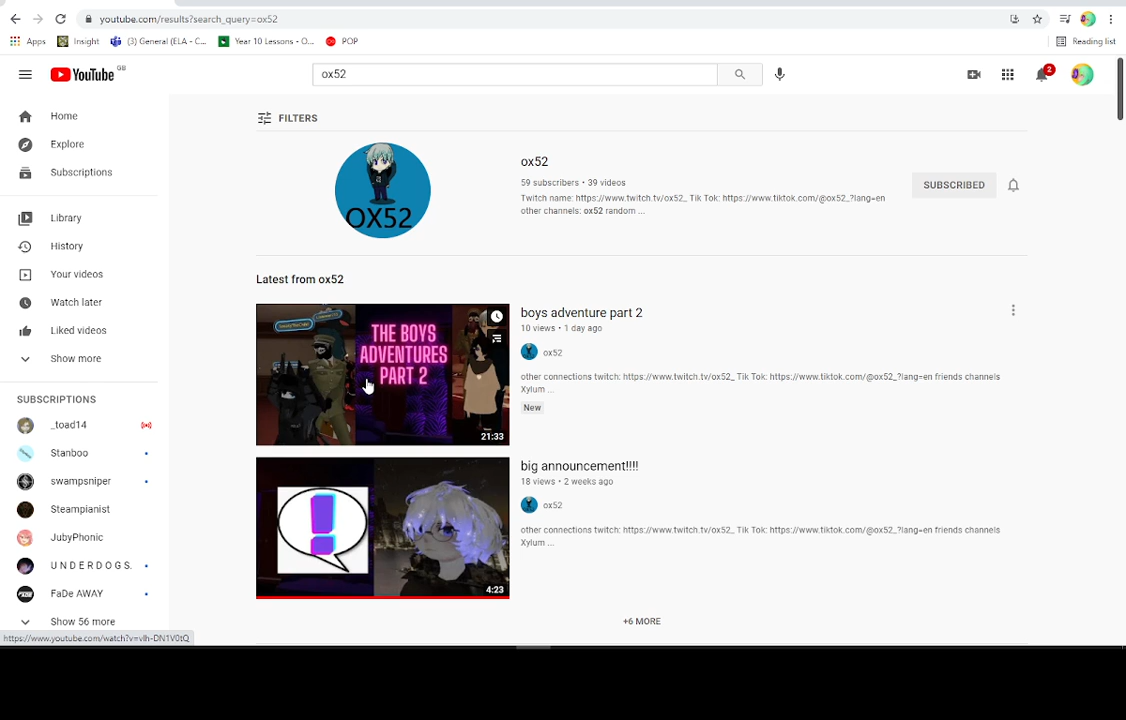 youtube.com/results?search_query=ox52
Apps
Insight
(3) General (ELA - C...
Year 10 Lessons - O...
POP
Reading list
YouTube GB
ox52
2
Home
Explore
Subscriptions
Library
History
Your videos
Watch later
Liked videos
Show more
SUBSCRIPTIONS
_toad14
Stanboo
swampsniper
Steampianist
JubyPhonic
U N D E R D O G S.
FaDe AWAY
Show 56 more
https://www.youtube.com/watch?v=vlh-DN1V0tQ
FILTERS
OX52
ox52
59 subscribers • 39 videos
Twitch name: https://www.twitch.tv/ox52_ Tik Tok: https://www.tiktok.com/@ox52_?lang=en
other channels: ox52 random ...
SUBSCRIBED
Latest from ox52
THE BOYS
ADVENTURES
PART 2
21:33
boys adventure part 2
10 views • 1 day ago
ox52
other connections twitch: https://www.twitch.tv/ox52_ Tik Tok: https://www.tiktok.com/@ox52_?lang=en friends channels
Xylum ...
New
4:23
big announcement!!!!
18 views • 2 weeks ago
ox52
other connections twitch: https://www.twitch.tv/ox52_ Tik Tok: https://www.tiktok.com/@ox52_?lang=en friends channels
Xylum ...
+6 MORE